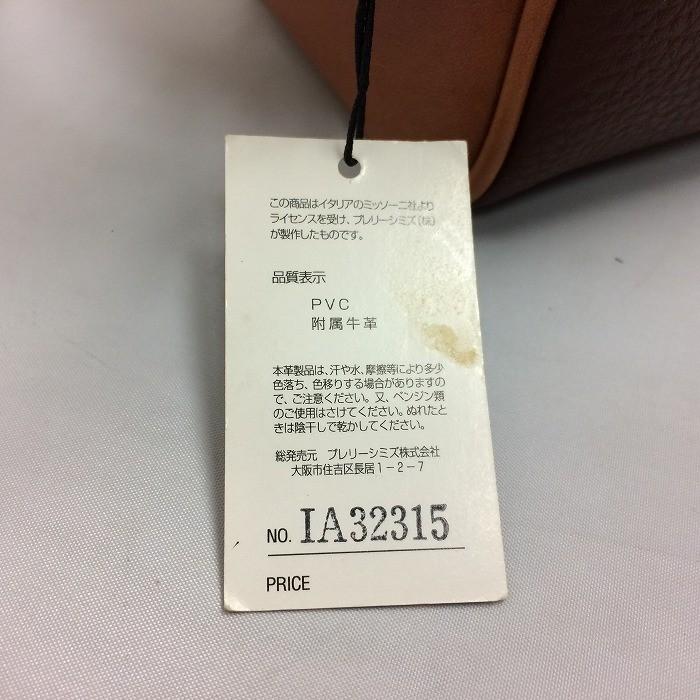 この商品はイタリアのミッソーニ社より
ライセンスを受け、プレリーシミズ(株)
が製作したものです。
品質表示
PVC
附属牛革
本革製品は、汗や水、摩擦等により多少
色落ち、色移りする場合がありますの
で、ご注意ください。又、ベンジン類
のご使用はさけてください。ぬれたと
きは陰干しで乾かしてください。
総発売元 プレリーシミズ株式会社
大阪市住吉区長居1-2-7
NO. IA32315
PRICE